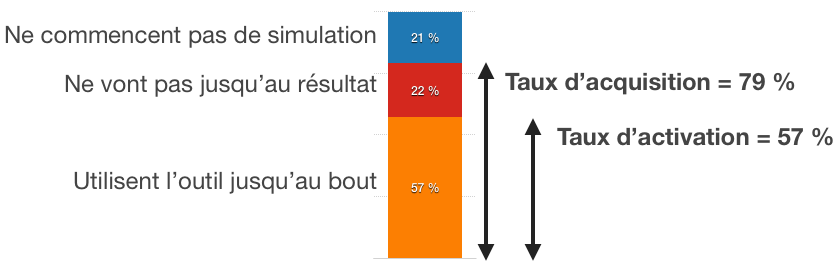 Ne commencent pas de simulation
21 %
Ne vont pas jusqu’au résultat
22 %
Taux d’acquisition = 79 %
Taux d’activation = 57 %
Utilisent l’outil jusqu’au bout
57 %